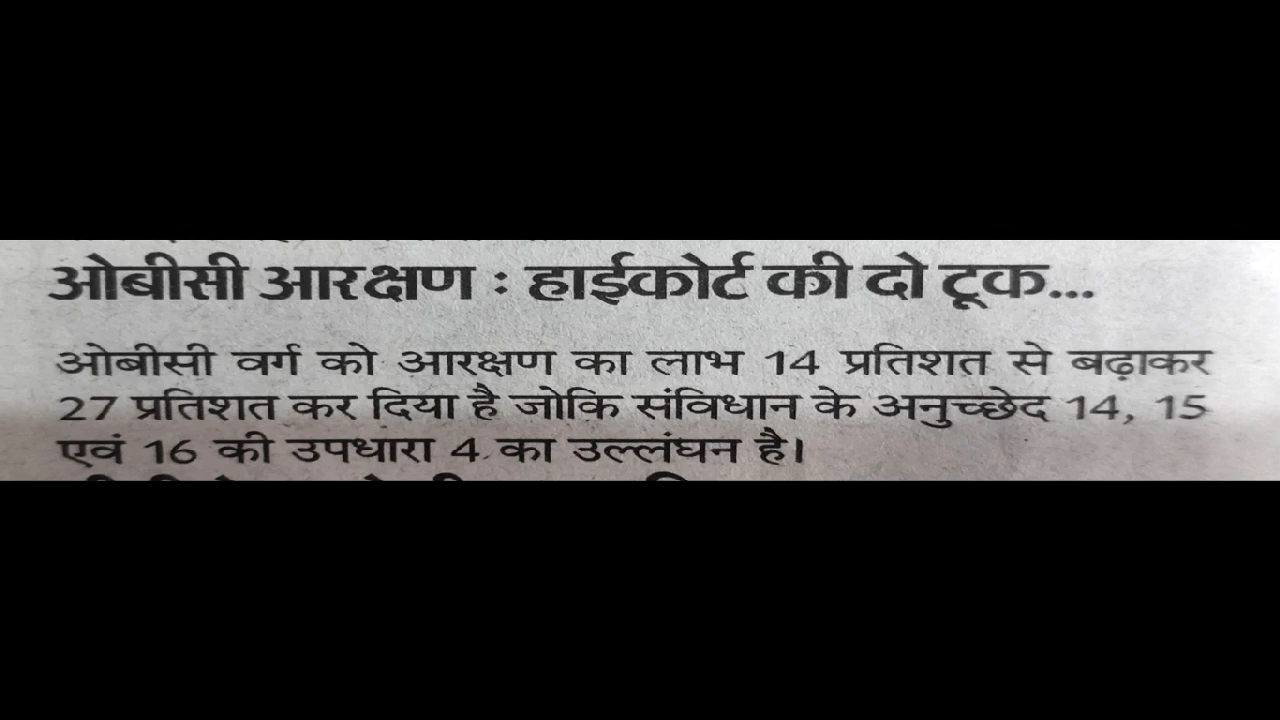 ओबीसी आरक्षण : हाईकोर्ट की दो टूक...
ओबीसी वर्ग को आरक्षण का लाभ 14 प्रतिशत से बढ़ाकर
27 प्रतिशत कर दिया है जोकि संविधान के अनुच्छेद 14, 15
एवं 16 की उपधारा 4 का उल्लंघन है।